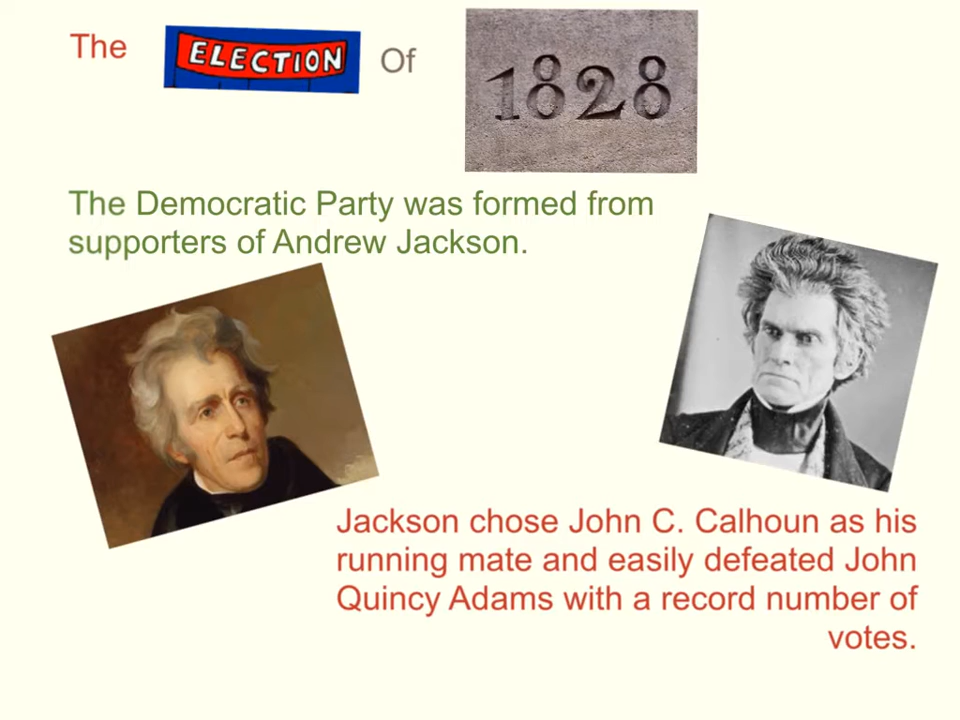 The ELECTION Of 1828
The Democratic Party was formed from
supporters of Andrew Jackson.
Jackson chose John C. Calhoun as his
running mate and easily defeated John
Quincy Adams with a record number of
votes.